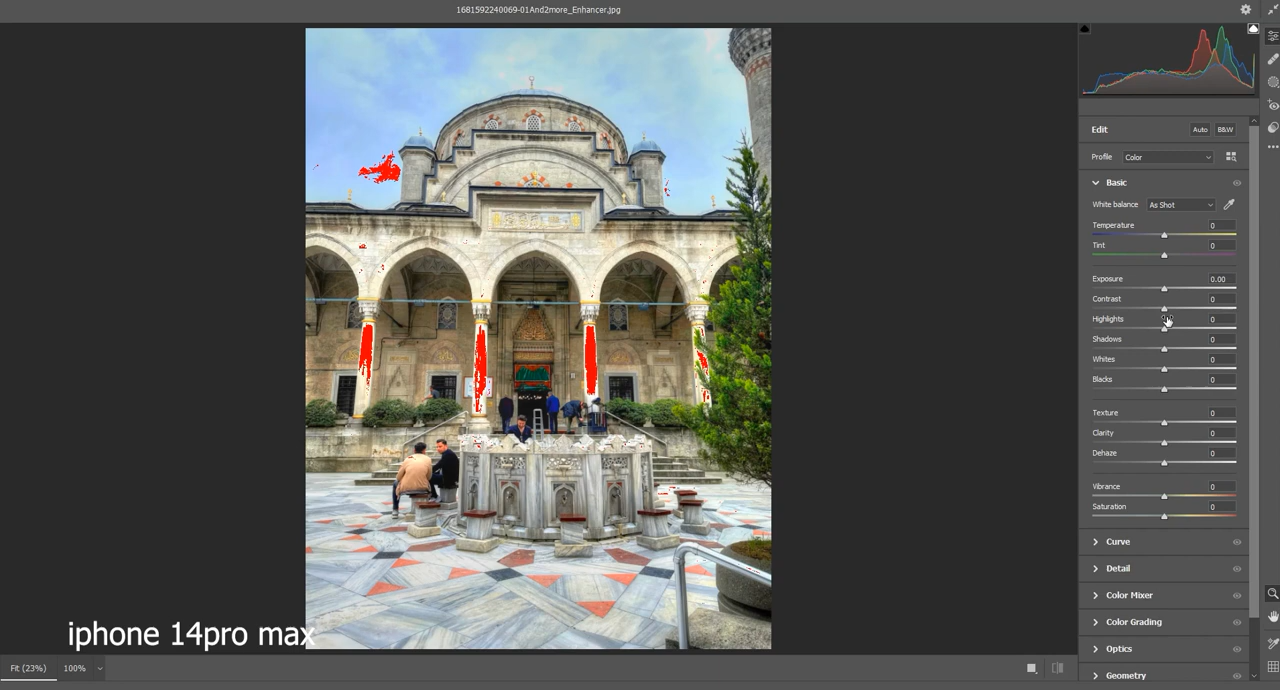 1681592240069-01And2more_Enhancer.jpg
Edit
Auto
B&W
Profile
Color
Basic
White balance
As Shot
Temperature
0
Tint
0
Exposure
0.00
Contrast
0
Highlights
0
Shadows
0
Whites
0
Blacks
0
Texture
0
Clarity
0
Dehaze
0
Vibrance
0
Saturation
0
Curve
Detail
Color Mixer
Color Grading
Optics
Geometry
iphone 14pro max
Fit (23%)
100%